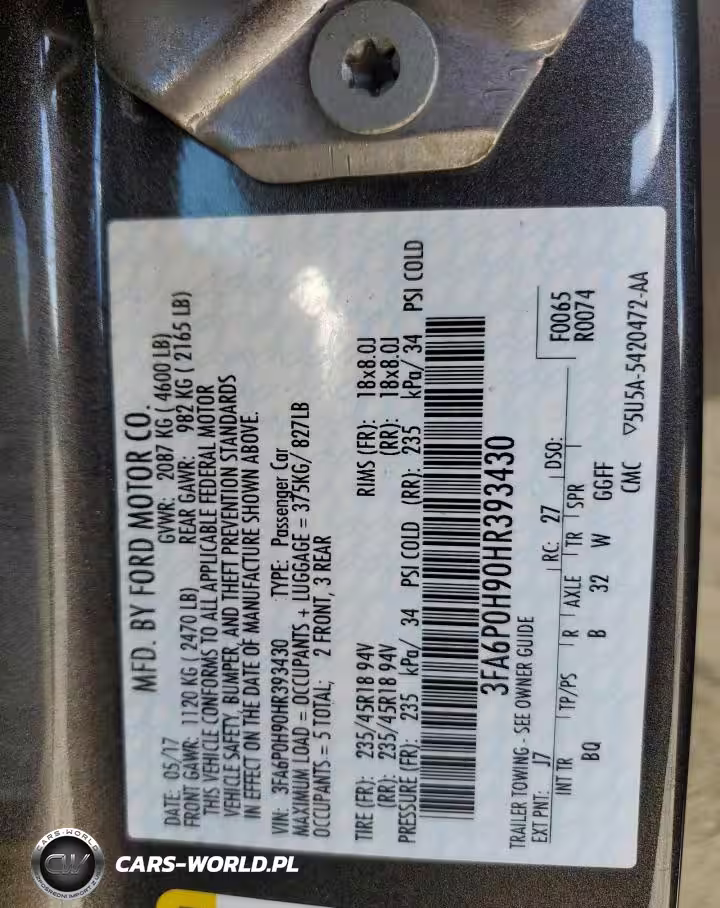 MFD. BY FORD MOTOR CO.
DATE: 05/17 GVWR: 2087 KG ( 4600 LB)
FRONT GAWR: 1120 KG ( 2470 LB) REAR GAWR: 982 KG ( 2165 LB)
THIS VEHICLE CONFORMS TO ALL APPLICABLE FEDERAL MOTOR
VEHICLE SAFETY, BUMPER, AND THEFT PREVENTION STANDARDS
IN EFFECT ON THE DATE OF MANUFACTURE SHOWN ABOVE.
VIN: 3FA6P0H90HR393430 TYPE: Passenger Car
MAXIMUM LOAD = OCCUPANTS + LUGGAGE = 375KG/ 827LB
OCCUPANTS = 5 TOTAL; 2 FRONT, 3 REAR
TIRE (FR): 235/45R18 94V RIMS (FR): 18x8.0J
(RR): 235/45R18 94V (RR): 18x8.0J
PRESSURE (FR): 235 kPa/ 34 PSI COLD (RR): 235 kPa/ 34 PSI COLD
3FA6P0H90HR393430
TRAILER TOWING - SEE OWNER GUIDE
F0065
R0074
EXT PNT: J7 RC: 27 DSO:
INT TR TP/PS R AXLE TR SPR
BQ B 32 W GGFF
CMC ▽5U5A-5420472-AA
CARS-WORLD
CW
CARS-WORLD.PL